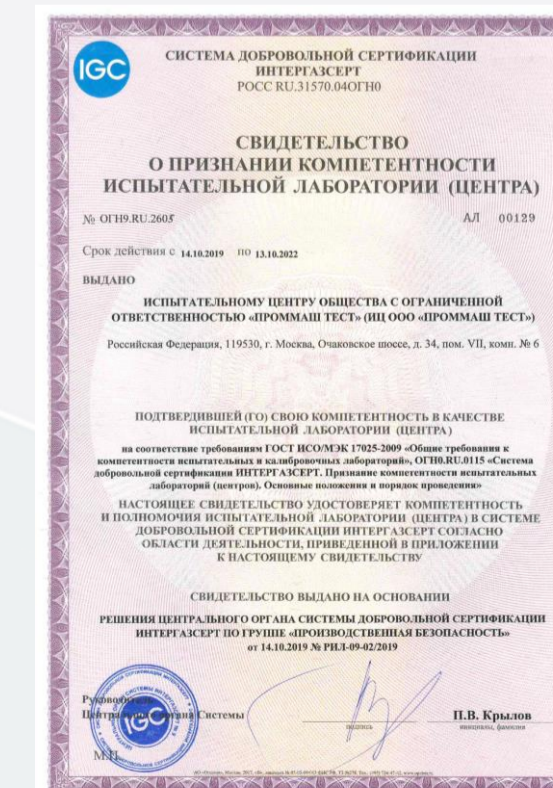 IGC
СИСТЕМА ДОБРОВОЛЬНОЙ СЕРТИФИКАЦИИ
ИНТЕРГАЗСЕРТ
РОСС RU.31570.04ОГН0
СВИДЕТЕЛЬСТВО
О ПРИЗНАНИИ КОМПЕТЕНТНОСТИ
ИСПЫТАТЕЛЬНОЙ ЛАБОРАТОРИИ (ЦЕНТРА)
№ ОГН9.RU.2605 АЛ 00129
Срок действия с 14.10.2019 по 13.10.2022
ВЫДАНО
ИСПЫТАТЕЛЬНОМУ ЦЕНТРУ ОБЩЕСТВА С ОГРАНИЧЕННОЙ
ОТВЕТСТВЕННОСТЬЮ «ПРОММАШ ТЕСТ» (ИЦ ООО «ПРОММАШ ТЕСТ»)
Российская Федерация, 119530, г. Москва, Очаковское шоссе, д. 34, пом. VII, комн. № 6
ПОДТВЕРДИВШЕЙ (ГО) СВОЮ КОМПЕТЕНТНОСТЬ В КАЧЕСТВЕ
ИСПЫТАТЕЛЬНОЙ ЛАБОРАТОРИИ (ЦЕНТРА)
на соответствие требованиям ГОСТ ИСО/МЭК 17025-2009 «Общие требования к
компетентности испытательных и калибровочных лабораторий», ОГН0.RU.0115 «Система
добровольной сертификации ИНТЕРГАЗСЕРТ. Признание компетентности испытательных
лабораторий (центров). Основные положения и порядок проведения»
НАСТОЯЩЕЕ СВИДЕТЕЛЬСТВО УДОСТОВЕРЯЕТ КОМПЕТЕНТНОСТЬ
И ПОЛНОМОЧИЯ ИСПЫТАТЕЛЬНОЙ ЛАБОРАТОРИИ (ЦЕНТРА) В СИСТЕМЕ
ДОБРОВОЛЬНОЙ СЕРТИФИКАЦИИ ИНТЕРГАЗСЕРТ СОГЛАСНО
ОБЛАСТИ ДЕЯТЕЛЬНОСТИ, ПРИВЕДЕННОЙ В ПРИЛОЖЕНИИ
К НАСТОЯЩЕМУ СВИДЕТЕЛЬСТВУ
СВИДЕТЕЛЬСТВО ВЫДАНО НА ОСНОВАНИИ
РЕШЕНИЯ ЦЕНТРАЛЬНОГО ОРГАНА СИСТЕМЫ ДОБРОВОЛЬНОЙ СЕРТИФИКАЦИИ
ИНТЕРГАЗСЕРТ ПО ГРУППЕ «ПРОИЗВОДСТВЕННАЯ БЕЗОПАСНОСТЬ»
от 14.10.2019 № РИЛ-09-02/2019
Руководитель
Центрального органа Системы
П.В. Крылов
подпись инициалы, фамилия
IGC
М.П.